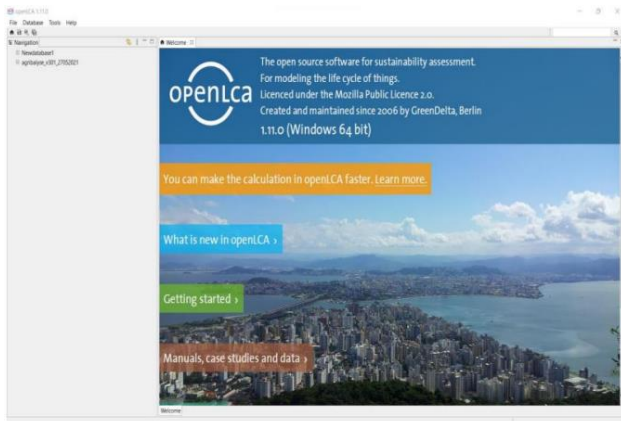 openLCA 1.11.0
File Database Tools Help
Navigation
Welcome
Newdatabase1
agribalyse_v301_27052021
openLca
The open source software for sustainability assessment.
For modeling the life cycle of things.
Licenced under the Mozilla Public Licence 2.0.
Created and maintained since 2006 by GreenDelta, Berlin
1.11.0 (Windows 64 bit)
You can make the calculation in openLCA faster. Learn more.
What is new in openLCA ›
Getting started ›
Manuals, case studies and data ›
Welcome